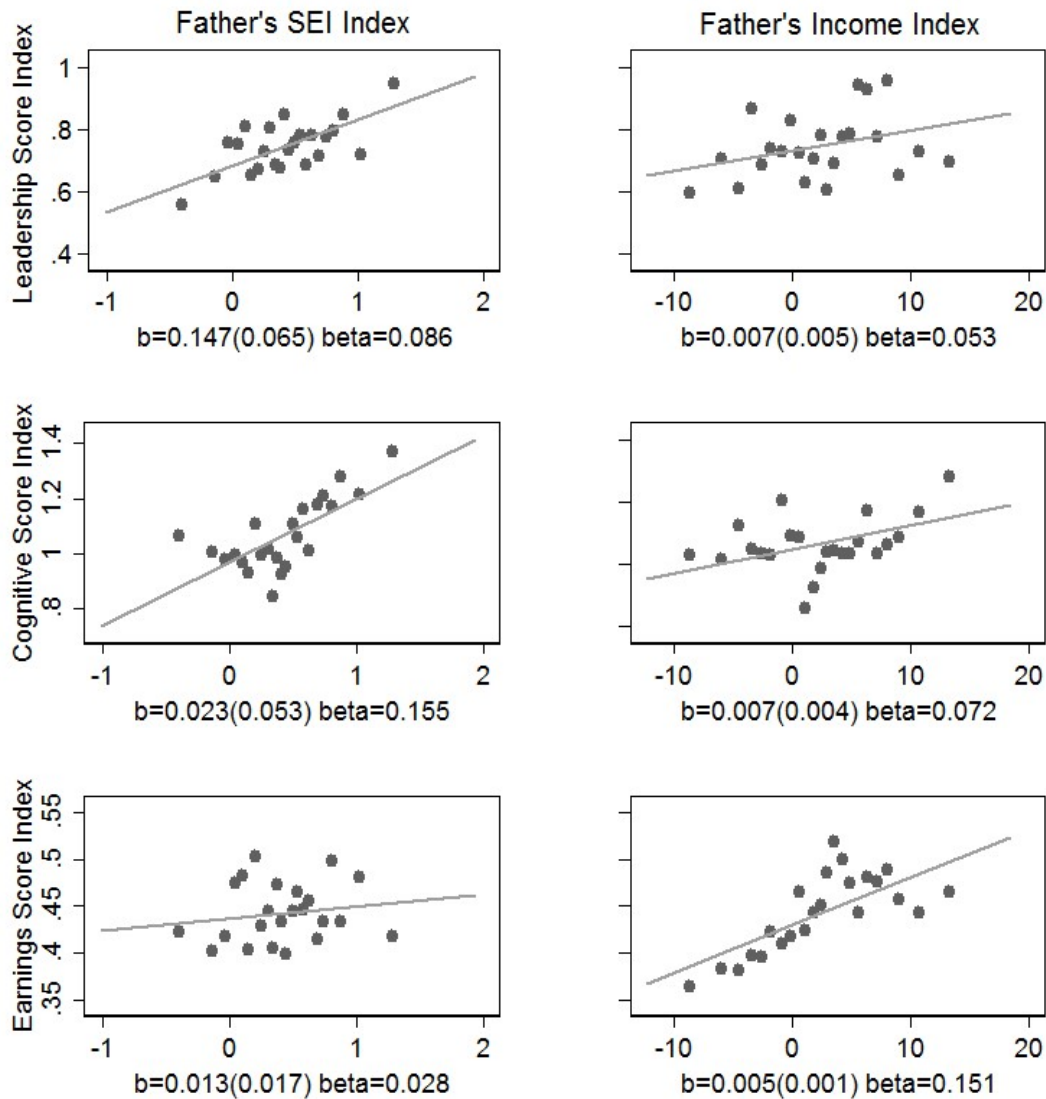 Father's SEI Index
Father's Income Index
Leadership Score Index
1
.8
.6
.4
-1 0 1 2
b=0.147(0.065) beta=0.086
-10 0 10 20
b=0.007(0.005) beta=0.053
Cognitive Score Index
1.4
1.2
1
.8
-1 0 1 2
b=0.023(0.053) beta=0.155
-10 0 10 20
b=0.007(0.004) beta=0.072
Earnings Score Index
.55
.5
.45
.4
.35
-1 0 1 2
b=0.013(0.017) beta=0.028
-10 0 10 20
b=0.005(0.001) beta=0.151